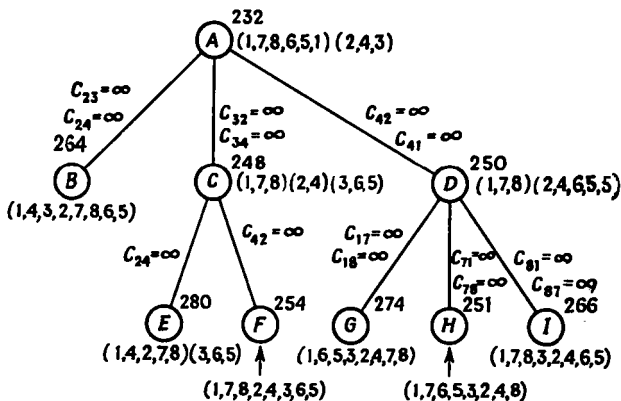 232
A (1,7,8,6,5,1) (2,4,3)
C₂₃=∞
C₂₄=∞
C₃₂=∞
C₃₄=∞
C₄₂=∞
C₄₁=∞
264
B
(1,4,3,2,7,8,6,5)
248
C (1,7,8)(2,4)(3,6,5)
250
D (1,7,8)(2,4,6,5,5)
C₂₄=∞
C₄₂=∞
C₁₇=∞
C₁₈=∞
C₇₁=∞
C₇₈=∞
C₈₁=∞
C₈₇=∞
E 280
F 254
G 274
H 251
I 266
(1,4,2,7,8)(3,6,5)
(1,6,5,3,2,4,7,8)
(1,7,8,3,2,4,6,5)
(1,7,8,2,4,3,6,5)
(1,7,6,5,3,2,4,8)